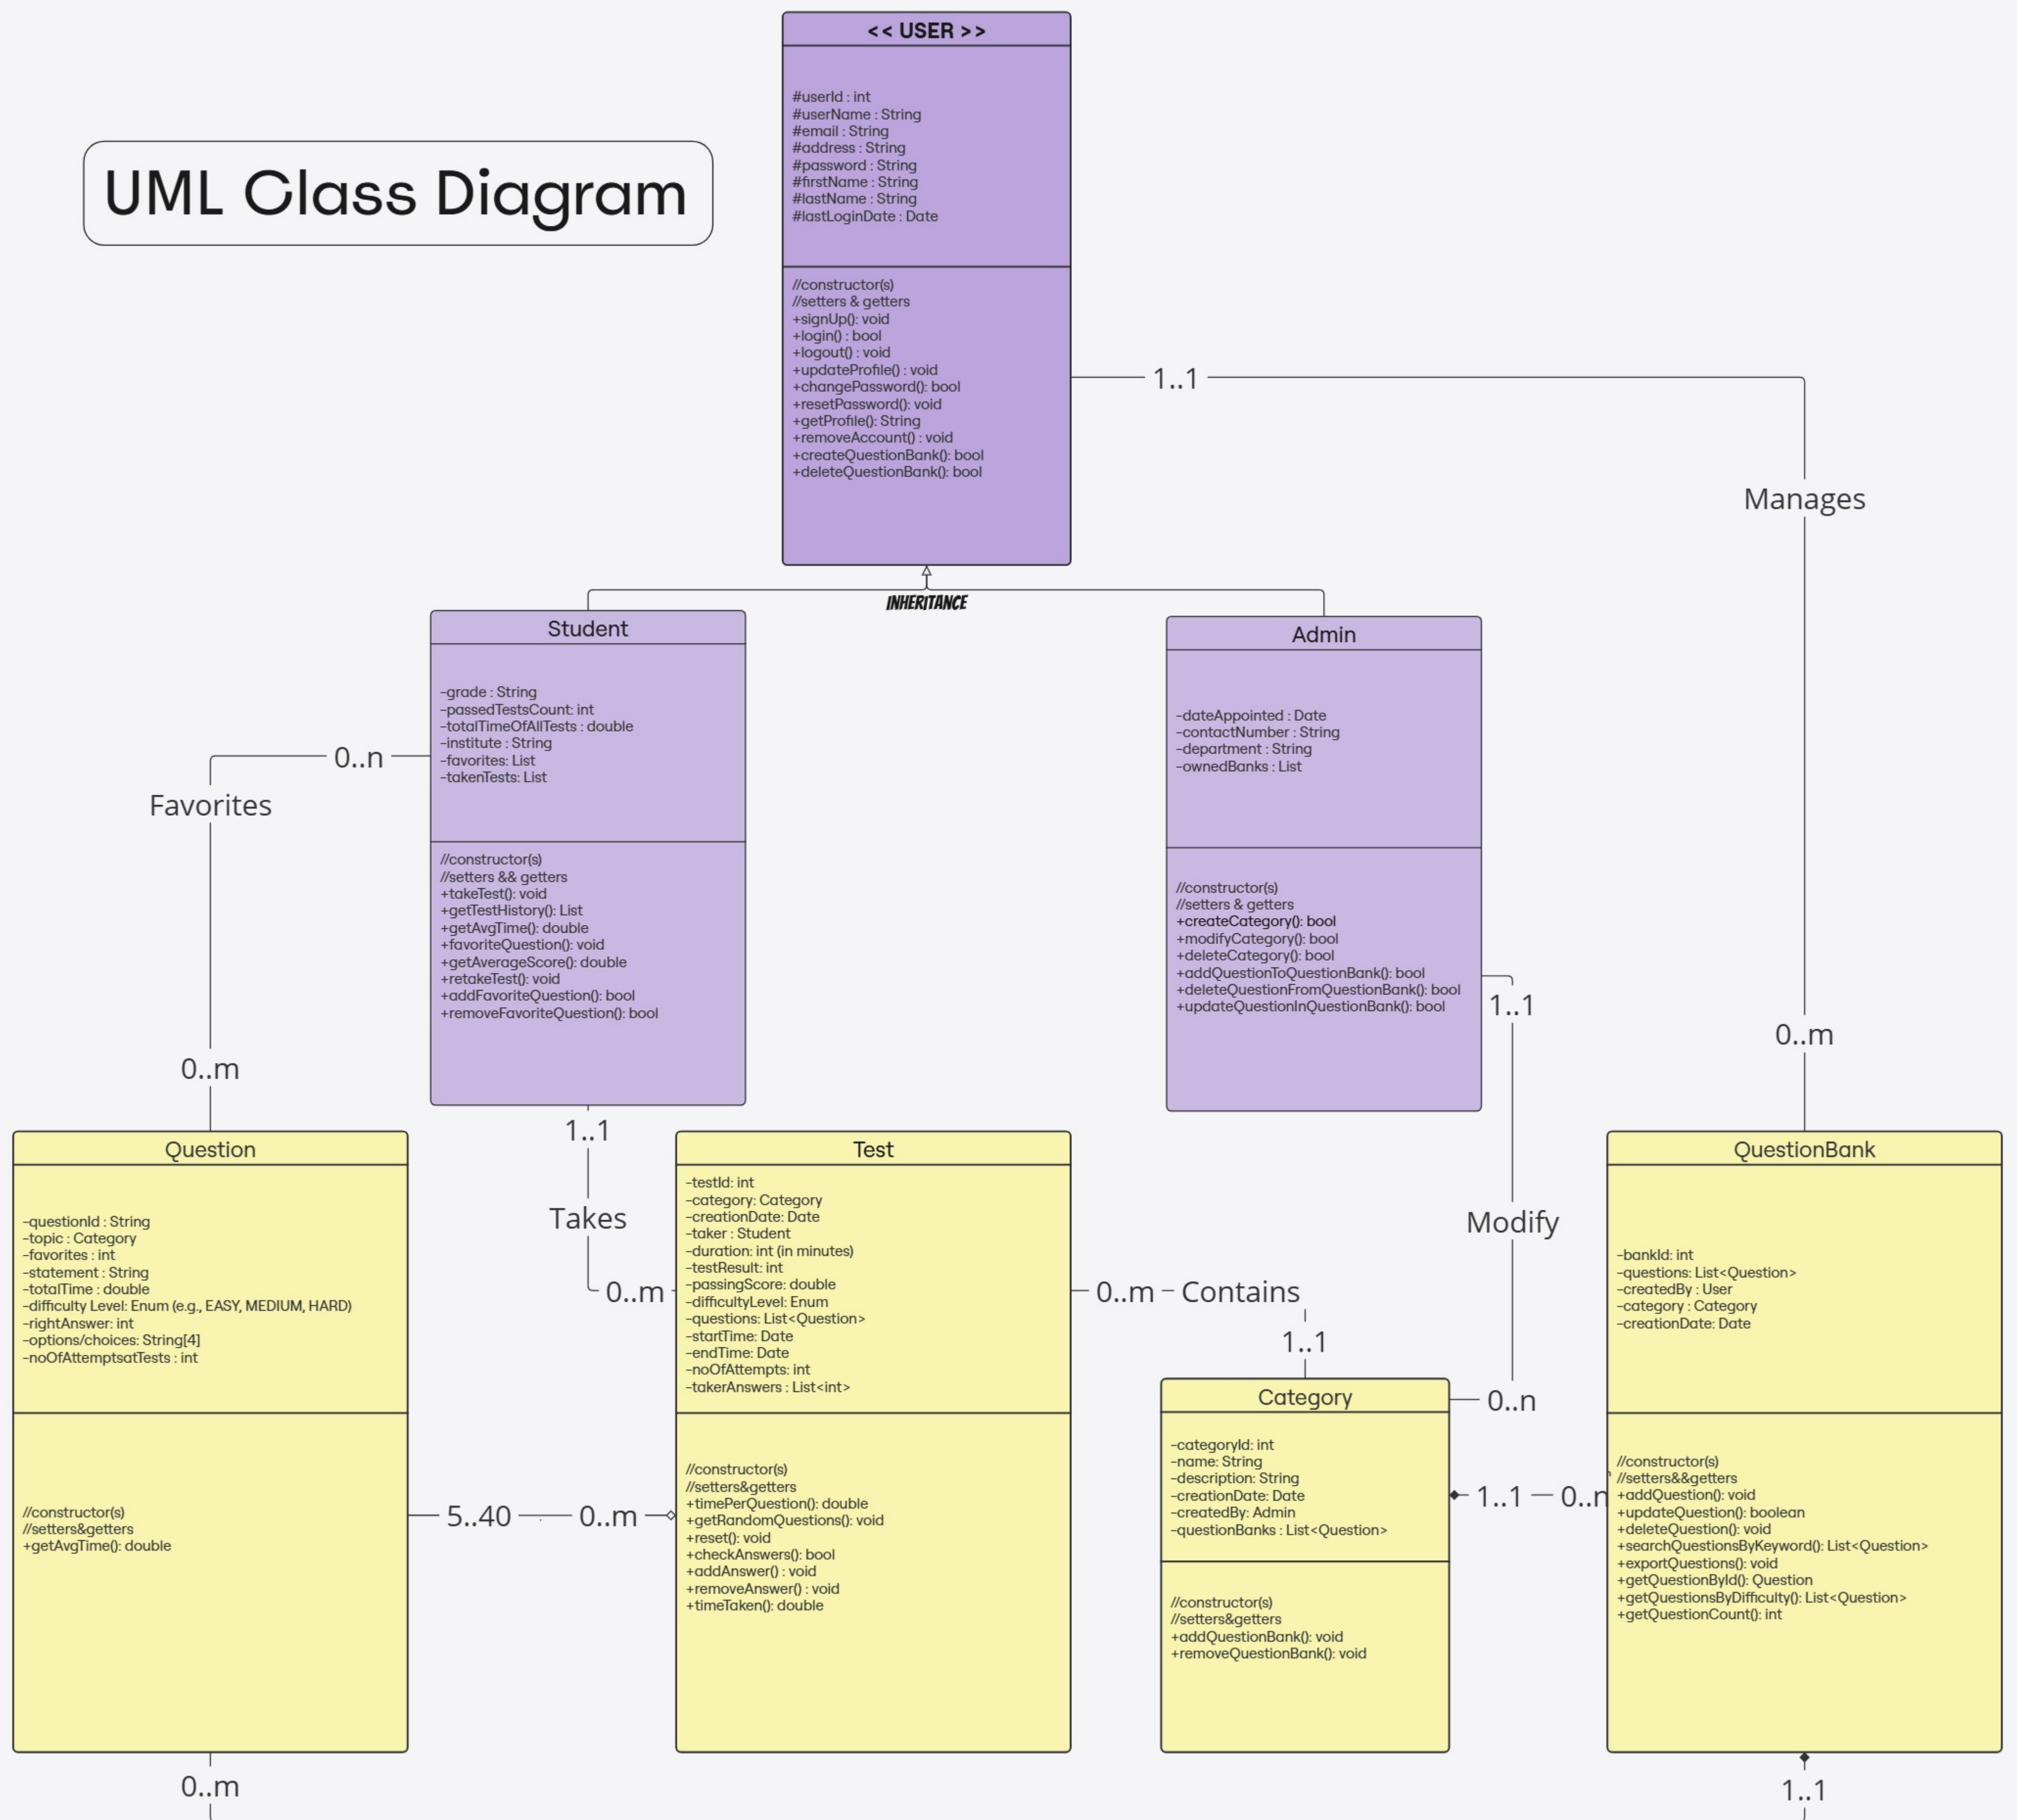 << USER >>
#userId : int
#userName : String
#email : String
#address : String
#password : String
#firstName : String
#lastName : String
#lastLoginDate : Date
//constructor(s)
//setters & getters
+signUp(): void
+login() : bool
+logout() : void
+updateProfile() : void
+changePassword(): bool
+resetPassword(): void
+getProfile(): String
+removeAccount() : void
+createQuestionBank(): bool
+deleteQuestionBank(): bool
UML Class Diagram
1..1
Manages
0..m
INHERITANCE
Student
-grade : String
-passedTestsCount: int
-totalTimeOfAllTests : double
-institute : String
-favorites: List
-takenTests: List
//constructor(s)
//setters && getters
+takeTest(): void
+getTestHistory(): List
+getAvgTime(): double
+favoriteQuestion(): void
+getAverageScore(): double
+retakeTest(): void
+addFavoriteQuestion(): bool
+removeFavoriteQuestion(): bool
Admin
-dateAppointed : Date
-contactNumber : String
-department : String
-ownedBanks : List
//constructor(s)
//setters & getters
+createCategory(): bool
+modifyCategory(): bool
+deleteCategory(): bool
+addQuestionToQuestionBank(): bool
+deleteQuestionFromQuestionBank(): bool
+updateQuestionInQuestionBank(): bool
0..n
Favorites
0..m
1..1
Takes
0..m
1..1
Modify
0..n
Question
-questionId : String
-topic : Category
-favorites : int
-statement : String
-totalTime : double
-difficulty Level: Enum (e.g., EASY, MEDIUM, HARD)
-rightAnswer: int
-options/choices: String[4]
-noOfAttemptsatTests : int
//constructor(s)
//setters&getters
+getAvgTime(): double
5..40
0..m
Test
-testId: int
-category: Category
-creationDate: Date
-taker : Student
-duration: int (in minutes)
-testResult: int
-passingScore: double
-difficultyLevel: Enum
-questions: List<Question>
-startTime: Date
-endTime: Date
-noOfAttempts: int
-takerAnswers : List<int>
//constructor(s)
//setters&getters
+timePerQuestion(): double
+getRandomQuestions(): void
+reset(): void
+checkAnswers(): bool
+addAnswer() : void
+removeAnswer() : void
+timeTaken(): double
0..m
Contains
1..1
Category
-categoryId: int
-name: String
-description: String
-creationDate: Date
-createdBy: Admin
-questionBanks : List<Question>
//constructor(s)
//setters&getters
+addQuestionBank(): void
+removeQuestionBank(): void
1..1
0..n
QuestionBank
-bankId: int
-questions: List<Question>
-createdBy : User
-category : Category
-creationDate: Date
//constructor(s)
//setters&&getters
+addQuestion(): void
+updateQuestion(): boolean
+deleteQuestion(): void
+searchQuestionsByKeyword(): List<Question>
+exportQuestions(): void
+getQuestionById(): Question
+getQuestionsByDifficulty(): List<Question>
+getQuestionCount(): int
0..m
1..1